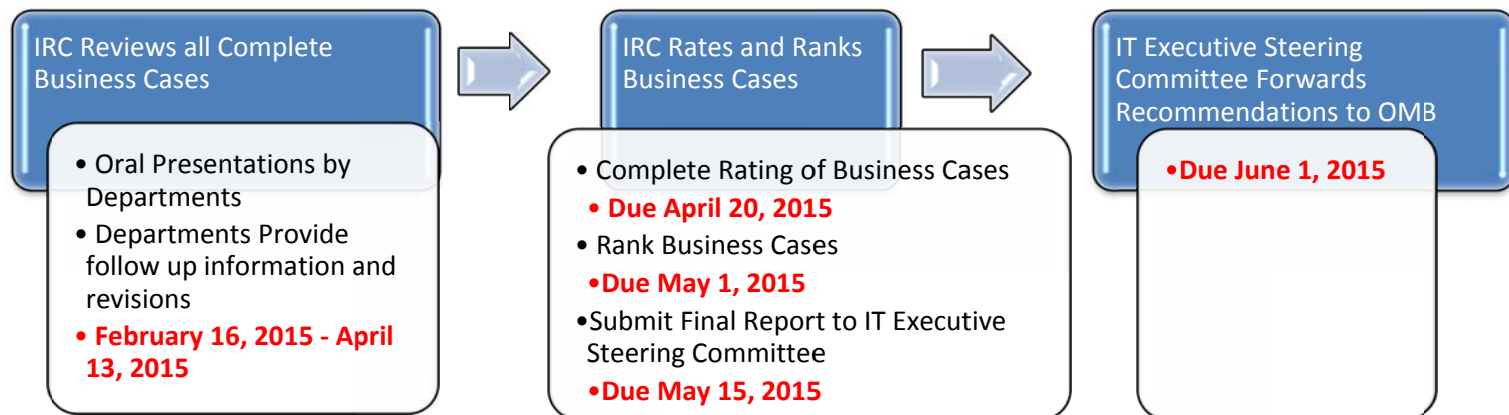 IRC Reviews all Complete
Business Cases
• Oral Presentations by
Departments
• Departments Provide
follow up information and
revisions
• February 16, 2015 - April
13, 2015
IRC Rates and Ranks
Business Cases
• Complete Rating of Business Cases
• Due April 20, 2015
• Rank Business Cases
•Due May 1, 2015
•Submit Final Report to IT Executive
Steering Committee
•Due May 15, 2015
IT Executive Steering
Committee Forwards
Recommendations to OMB
•Due June 1, 2015